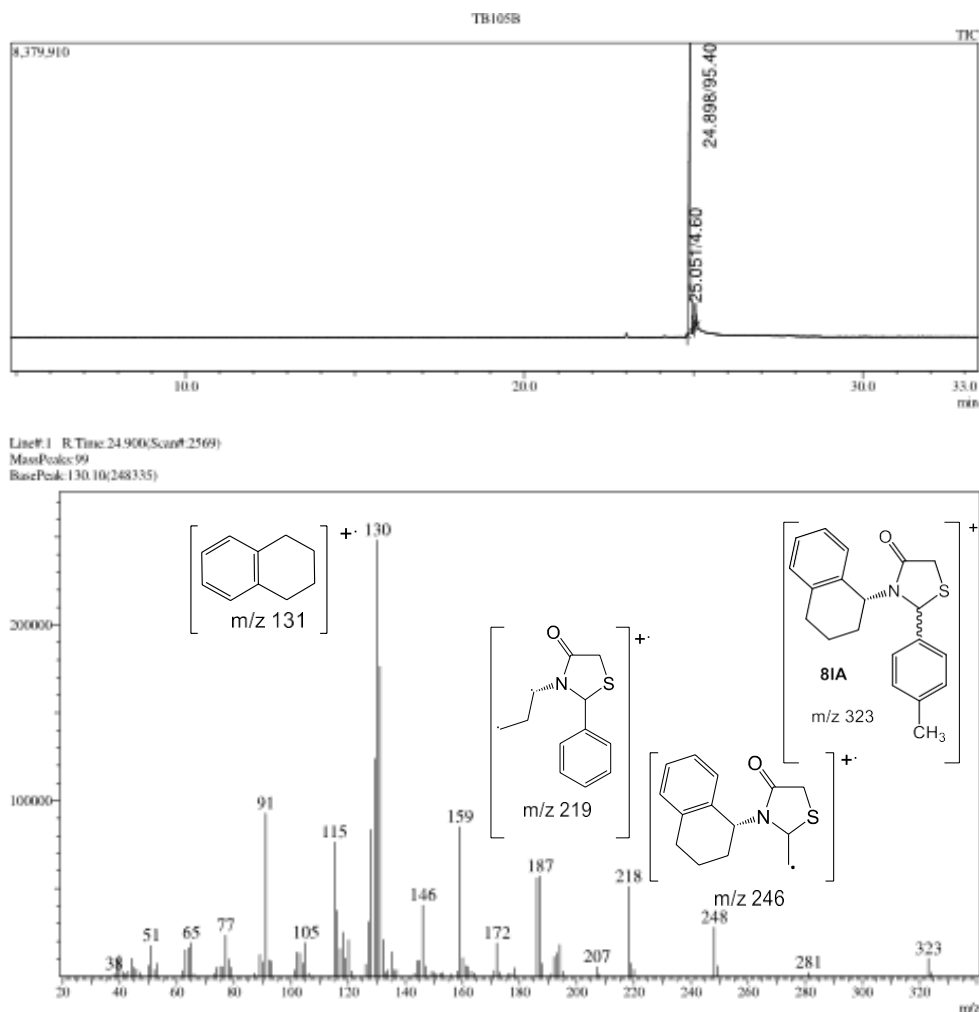 TB105B
TIC
8,379,910
24.898/95.40
25.051/4.60
10.0 20.0 30.0 33.0
min
Line#:1 R.Time:24.900(Scan#:2569)
MassPeaks:99
BasePeak:130.10(248335)
130
+·
m/z 131
200000
+·
O
N
S
m/z 219
+·
O
N
S
8IA
m/z 323
CH3
+·
O
N
S
m/z 246
100000
91
115
159
187
218
146
248
51
65
77
105
172
38
207
281
323
20 40 60 80 100 120 140 160 180 200 220 240 260 280 300 320
m/z